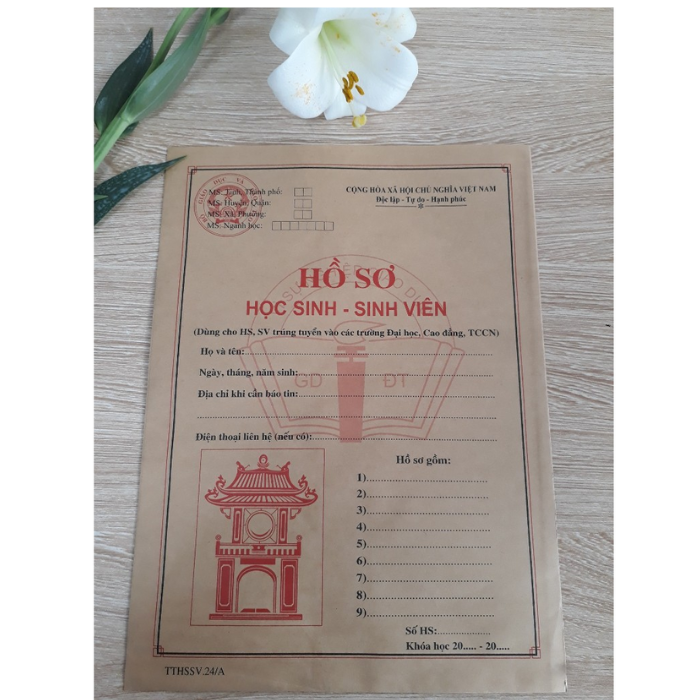 MS: Tỉnh, Thành phố:
MS: Huyện, Quận:
MS: Xã, Phường:
MS: Ngành học:
CỘNG HÒA XÃ HỘI CHỦ NGHĨA VIỆT NAM
Độc lập - Tự do - Hạnh phúc
HỒ SƠ
HỌC SINH - SINH VIÊN
(Dùng cho HS, SV trúng tuyển vào các trường Đại học, Cao đẳng, TCCN)
Họ và tên:
Ngày, tháng, năm sinh:
GD ĐT
Địa chỉ khi cần báo tin:
Điện thoại liên hệ (nếu có):
Hồ sơ gồm:
1)
2)
3)
4)
5)
6)
7)
8)
9)
Số HS:
Khóa học 20..... - 20.....
TTHSSV.24/A